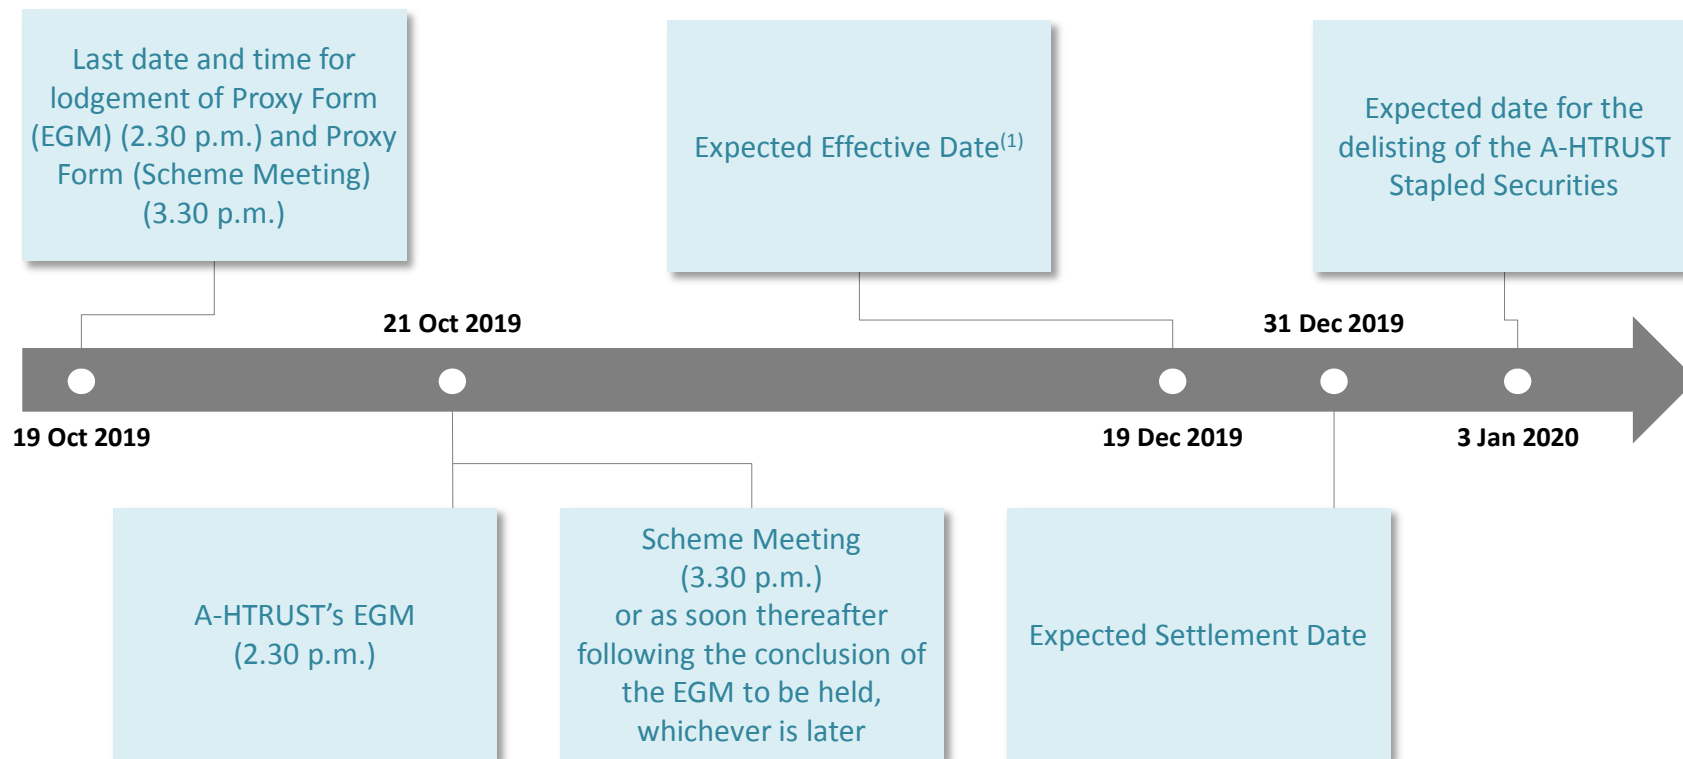 Last date and time for
lodgement of Proxy Form
(EGM) (2.30 p.m.) and Proxy
Form (Scheme Meeting)
(3.30 p.m.)
Expected Effective Date(1)
Expected date for the
delisting of the A-HTRUST
Stapled Securities
21 Oct 2019
31 Dec 2019
19 Oct 2019
19 Dec 2019
3 Jan 2020
A-HTRUST’s EGM
(2.30 p.m.)
Scheme Meeting
(3.30 p.m.)
or as soon thereafter
following the conclusion of
the EGM to be held,
whichever is later
Expected Settlement Date